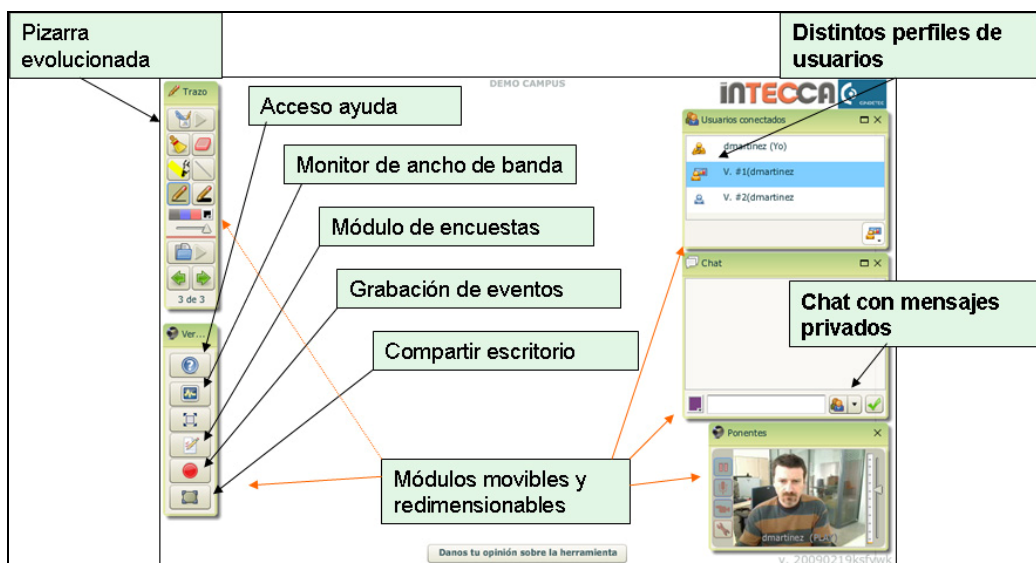 Pizarra
evolucionada
Distintos perfiles de
usuarios
DEMO CAMPUS
INTECCA
Trazo
Acceso ayuda
Usuarios conectados
dmartinez (Yo)
Monitor de ancho de banda
V. #1(dmartinez
V. #2(dmartinez
Módulo de encuestas
Chat
Grabación de eventos
3 de 3
Chat con mensajes
privados
Ver...
Compartir escritorio
Ponentes
Módulos movibles y
redimensionables
dmartinez
Danos tu opinión sobre la herramienta